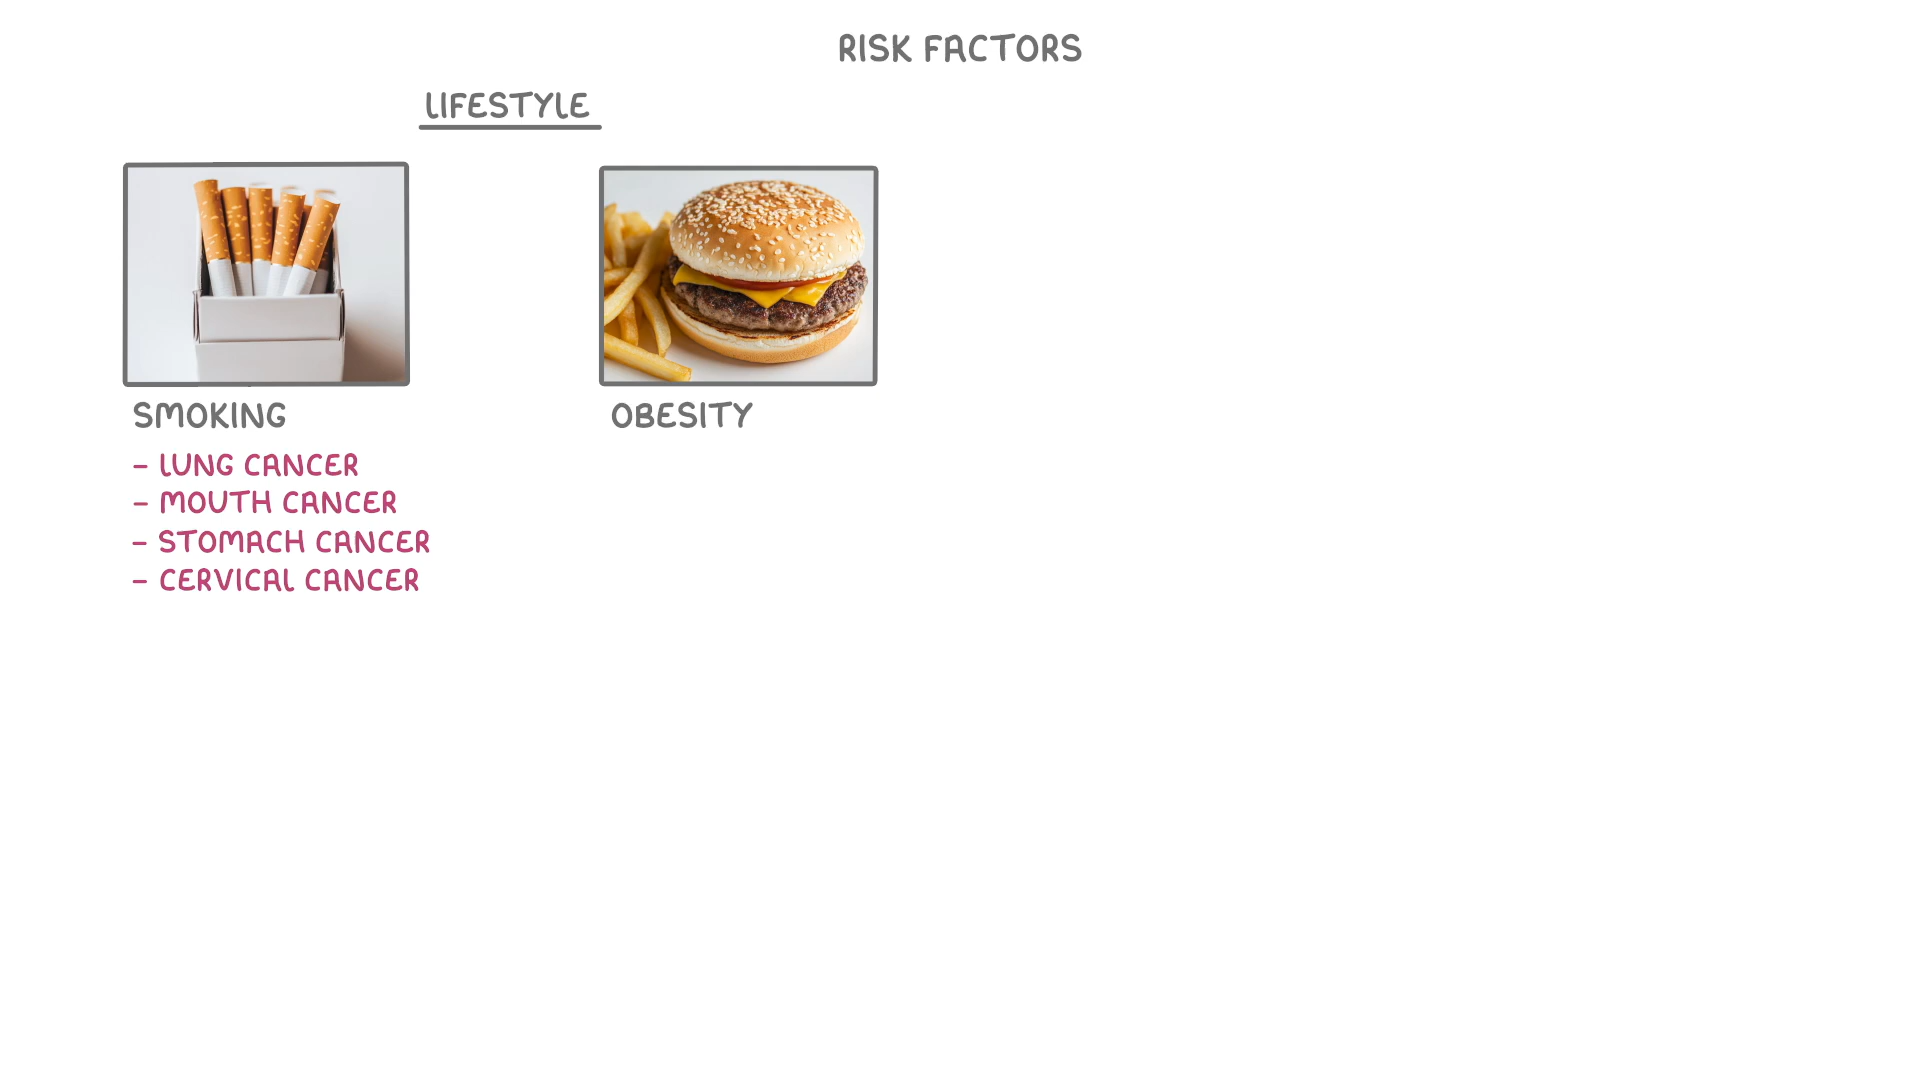 RISK FACTORS
LIFESTYLE
SMOKING
- LUNG CANCER
- MOUTH CANCER
- STOMACH CANCER
- CERVICAL CANCER
OBESITY